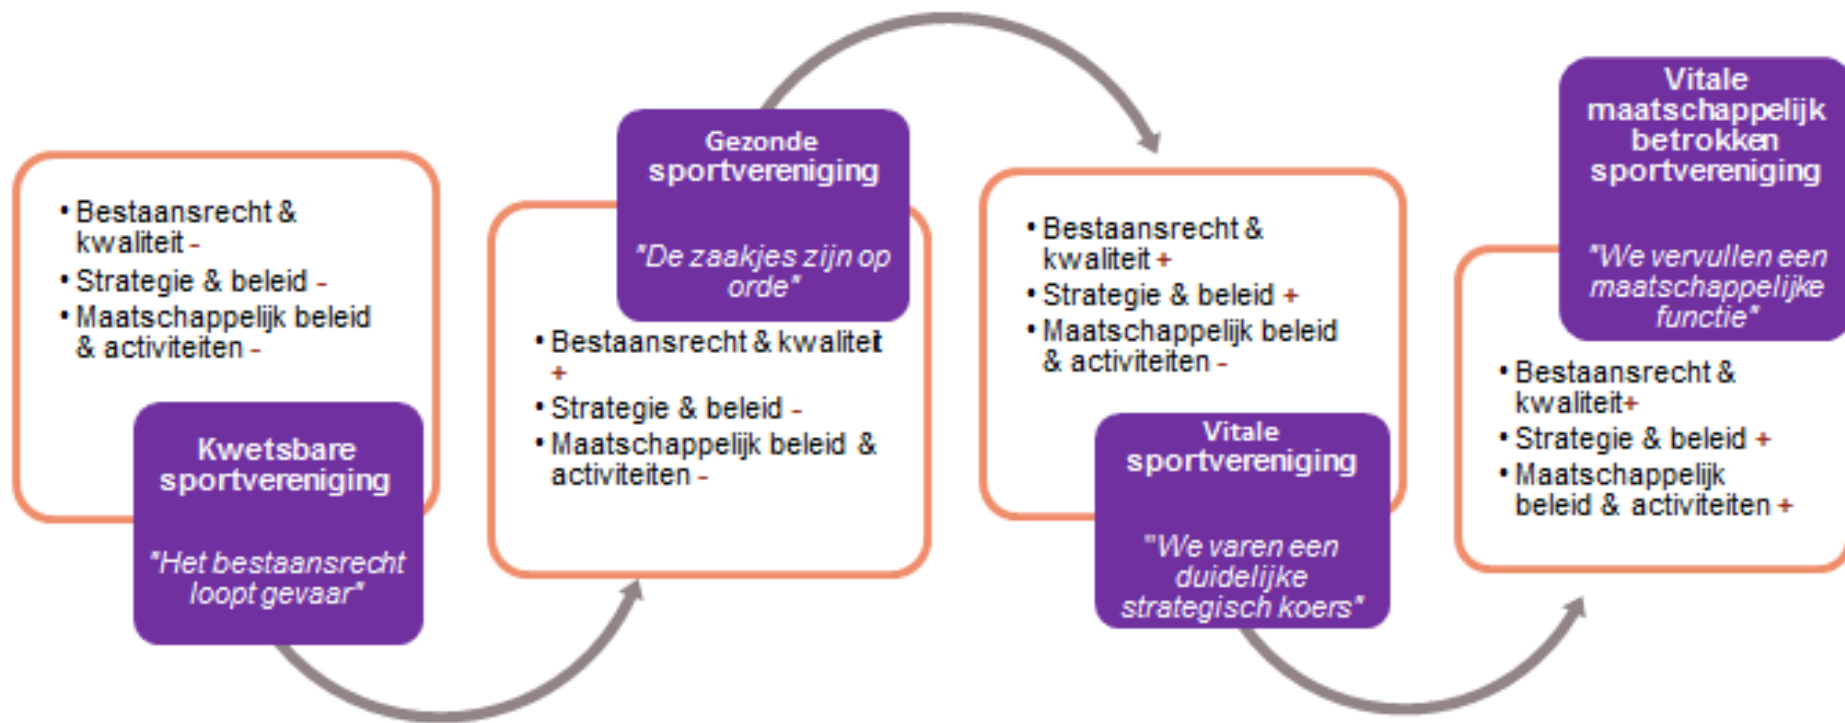 • Bestaansrecht &
kwaliteit -
• Strategie & beleid -
• Maatschappelijk beleid
& activiteiten -
Kwetsbare
sportvereniging
"Het bestaansrecht
loopt gevaar"
Gezonde
sportvereniging
"De zaakjes zijn op
orde"
• Bestaansrecht & kwaliteit
+
• Strategie & beleid -
• Maatschappelijk beleid &
activiteiten -
• Bestaansrecht &
kwaliteit +
• Strategie & beleid +
• Maatschappelijk beleid
& activiteiten -
Vitale
sportvereniging
"We varen een
duidelijke
strategisch koers"
Vitale
maatschappelijk
betrokken
sportvereniging
"We vervullen een
maatschappelijke
functie"
• Bestaansrecht &
kwaliteit+
• Strategie & beleid +
• Maatschappelijk
beleid & activiteiten +